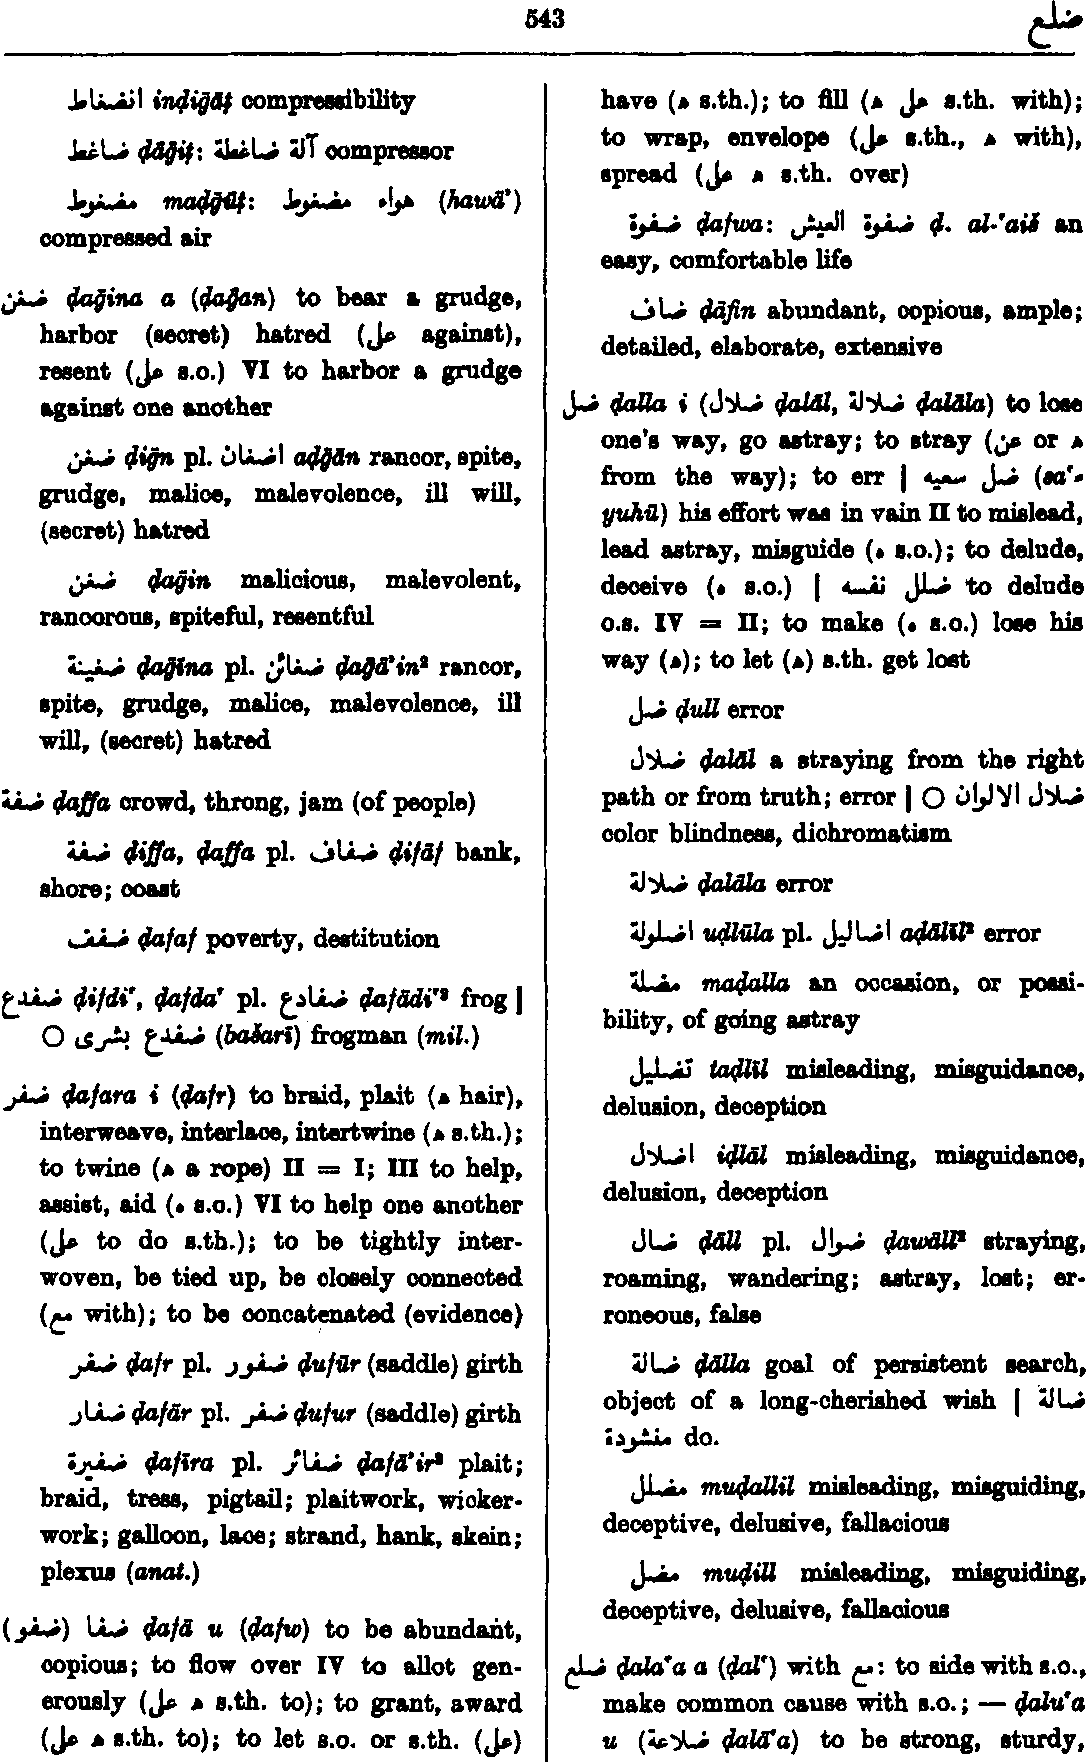 543
ضلع
انضغاط inḍiḡāṭ compressibility
ضاغط ḍāḡiṭ: آلة ضاغطة compressor
مضغوط maḍḡūṭ: هواء مضغوط (hawā’)
compressed air
ضغن ḍaḡina a (ḍaḡan) to bear a grudge,
harbor (secret) hatred (على against),
resent (على s.o.) VI to harbor a grudge
against one another
ضغن ḍiḡn pl. اضغان aḍḡān rancor, spite,
grudge, malice, malevolence, ill will,
(secret) hatred
ضغن ḍaḡin malicious, malevolent,
rancorous, spiteful, resentful
ضغينة ḍaḡīna pl. ضغائن ḍaḡā’in² rancor,
spite, grudge, malice, malevolence, ill
will, (secret) hatred
ضفة ḍaffa crowd, throng, jam (of people)
ضفة ḍiffa, ḍaffa pl. ضفاف ḍifāf bank,
shore; coast
ضفف ḍafaf poverty, destitution
ضفدع ḍifdi‘, ḍafda‘ pl. ضفادع ḍafādi‘² frog |
○ ضفدع بشرى (bašarī) frogman (mil.)
ضفر ḍafara i (ḍafr) to braid, plait (ه hair),
interweave, interlace, intertwine (ه s.th.);
to twine (ه a rope) II = I; III to help,
assist, aid (ه s.o.) VI to help one another
(على to do s.th.); to be tightly inter-
woven, be tied up, be closely connected
(مع with); to be concatenated (evidence)
ضفر ḍafr pl. ضفور ḍufūr (saddle) girth
ضفار ḍafār pl. ضفر ḍufur (saddle) girth
ضفيرة ḍafīra pl. ضفائر ḍafā’ir² plait;
braid, tress, pigtail; plaitwork, wicker-
work; galloon, lace; strand, hank, skein;
plexus (anat.)
(ضفو) ضفا ḍafā u (ḍafw) to be abundant,
copious; to flow over IV to allot gen-
erously (ه على s.th. to); to grant, award
(ه على s.th. to); to let s.o. or s.th. (على)
have (ه s.th.); to fill (ه على s.th. with);
to wrap, envelope (على s.th., ه with),
spread (ه على s.th. over)
ضفوة ḍafwa: ضفوة العيش ḍ. al-‘aiš an
easy, comfortable life
ضاف ḍāfin abundant, copious, ample;
detailed, elaborate, extensive
ضل ḍalla i (ضلال ḍalāl, ضلالة ḍalāla) to lose
one's way, go astray; to stray (عن or ه
from the way); to err | ضل سعيه (sa‘-
yuhū) his effort was in vain II to mislead,
lead astray, misguide (ه s.o.); to delude,
deceive (ه s.o.) | ضلل نفسه to delude
o.s. IV = II; to make (ه s.o.) lose his
way (ه); to let (ه) s.th. get lost
ضل ḍull error
ضلال ḍalāl a straying from the right
path or from truth; error | ○ ضلال الالوان
color blindness, dichromatism
ضلالة ḍalāla error
اضلولة uḍlūla pl. اضاليل aḍālīl² error
مضلة maḍalla an occasion, or possi-
bility, of going astray
تضليل taḍlīl misleading, misguidance,
delusion, deception
اضلال iḍlāl misleading, misguidance,
delusion, deception
ضال ḍāll pl. ضوال ḍawāll² straying,
roaming, wandering; astray, lost; er-
roneous, false
ضالة ḍālla goal of persistent search,
object of a long-cherished wish | ضالة
منشودة do.
مضلل muḍallil misleading, misguiding,
deceptive, delusive, fallacious
مضل muḍill misleading, misguiding,
deceptive, delusive, fallacious
ضلع ḍala‘a a (ḍal‘) with مع: to side with s.o.,
make common cause with s.o.; — ḍalu‘a
u (ضلاعة ḍalā‘a) to be strong, sturdy,